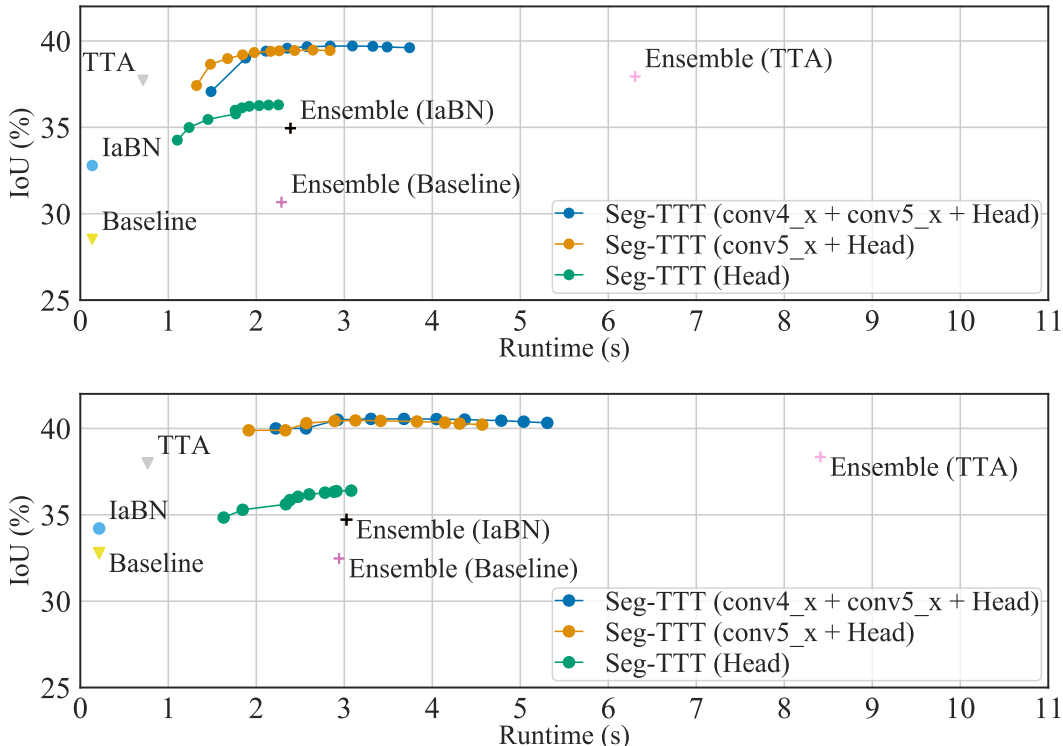 40
TTA
Ensemble (TTA)
35
Ensemble (IaBN)
IaBN
IoU (%)
Ensemble (Baseline)
30
Baseline
Seg-TTT (conv4_x + conv5_x + Head)
Seg-TTT (conv5_x + Head)
Seg-TTT (Head)
25
0 1 2 3 4 5 6 7 8 9 10 11
Runtime (s)
40
TTA
Ensemble (TTA)
IaBN
35
Ensemble (IaBN)
IoU (%)
Baseline
Ensemble (Baseline)
30
Seg-TTT (conv4_x + conv5_x + Head)
Seg-TTT (conv5_x + Head)
Seg-TTT (Head)
25
0 1 2 3 4 5 6 7 8 9 10 11
Runtime (s)